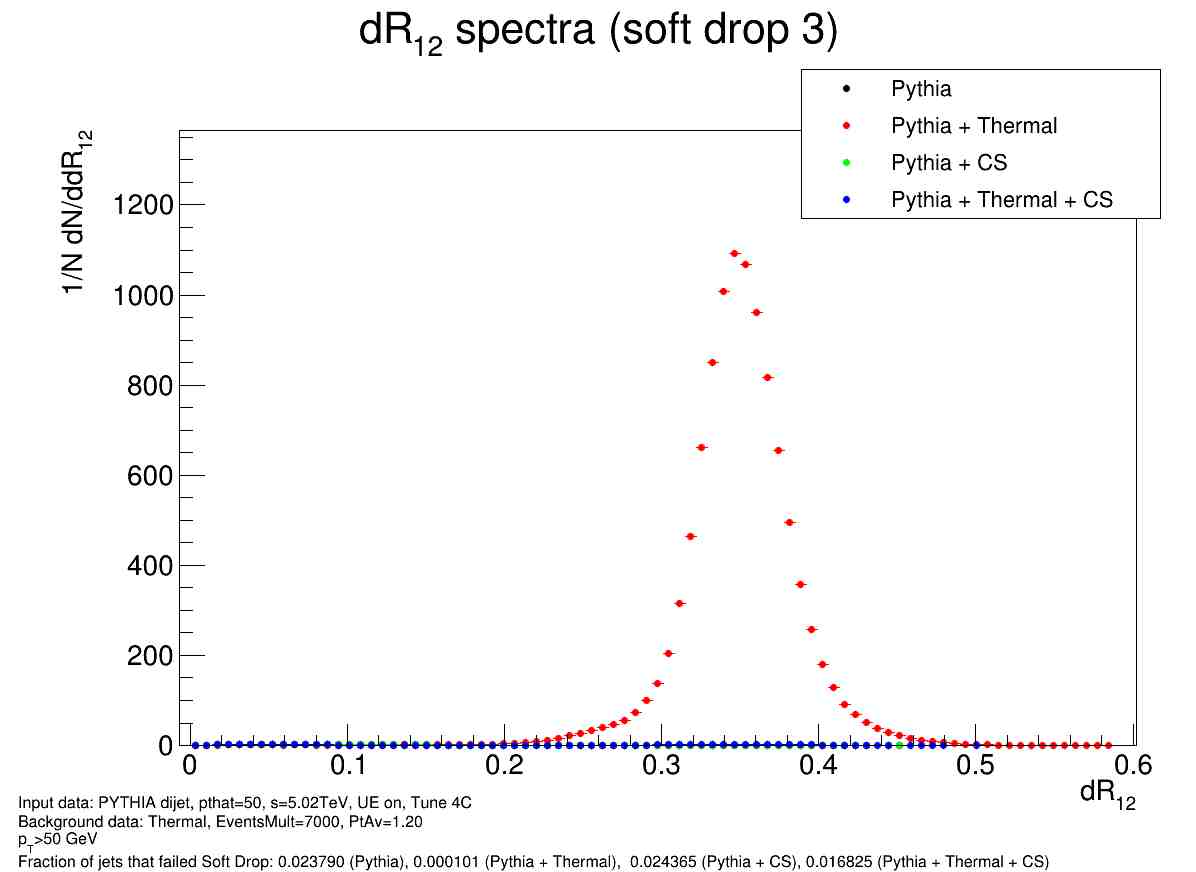 dR12 spectra (soft drop 3)
Pythia
Pythia + Thermal
Pythia + CS
Pythia + Thermal + CS
1/N dN/ddR12
1200
1000
800
600
400
200
0
0 0.1 0.2 0.3 0.4 0.5 0.6
dR12
Input data: PYTHIA dijet, pthat=50, s=5.02TeV, UE on, Tune 4C
Background data: Thermal, EventsMult=7000, PtAv=1.20
pT>50 GeV
Fraction of jets that failed Soft Drop: 0.023790 (Pythia), 0.000101 (Pythia + Thermal), 0.024365 (Pythia + CS), 0.016825 (Pythia + Thermal + CS)